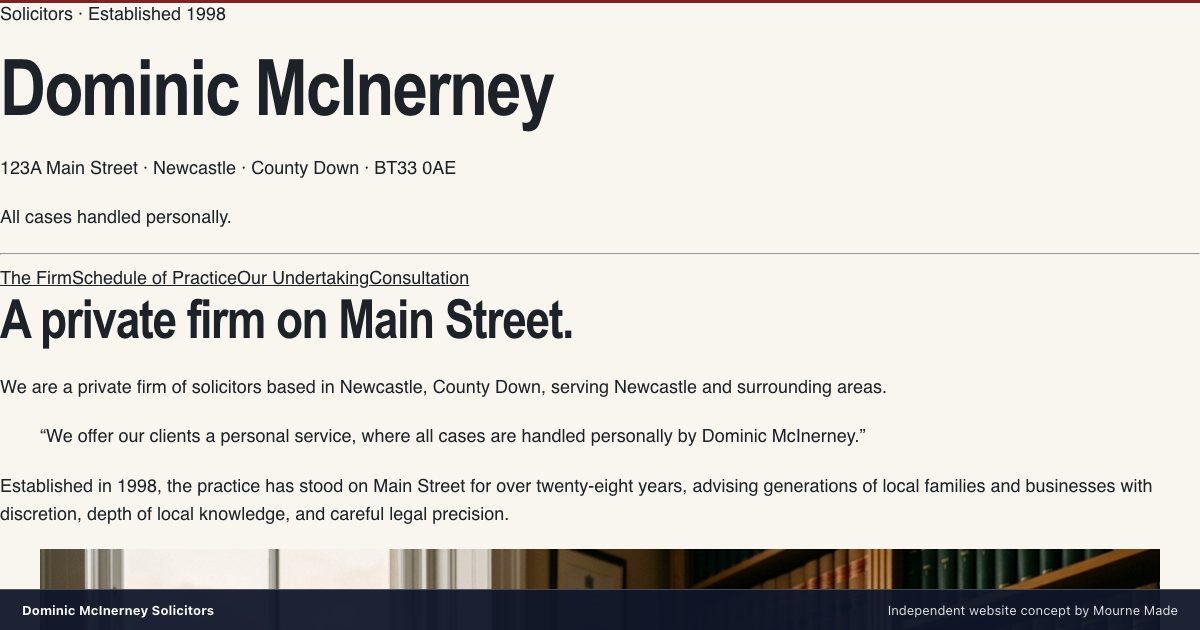 Solicitors · Established 1998
Dominic McInerney
123A Main Street · Newcastle · County Down · BT33 0AE
All cases handled personally.
The FirmSchedule of PracticeOur UndertakingConsultation
A private firm on Main Street.
We are a private firm of solicitors based in Newcastle, County Down, serving Newcastle and surrounding areas.
“We offer our clients a personal service, where all cases are handled personally by Dominic McInerney.”
Established in 1998, the practice has stood on Main Street for over twenty-eight years, advising generations of local families and businesses with
discretion, depth of local knowledge, and careful legal precision.
Dominic McInerney Solicitors
Independent website concept by Mourne Made